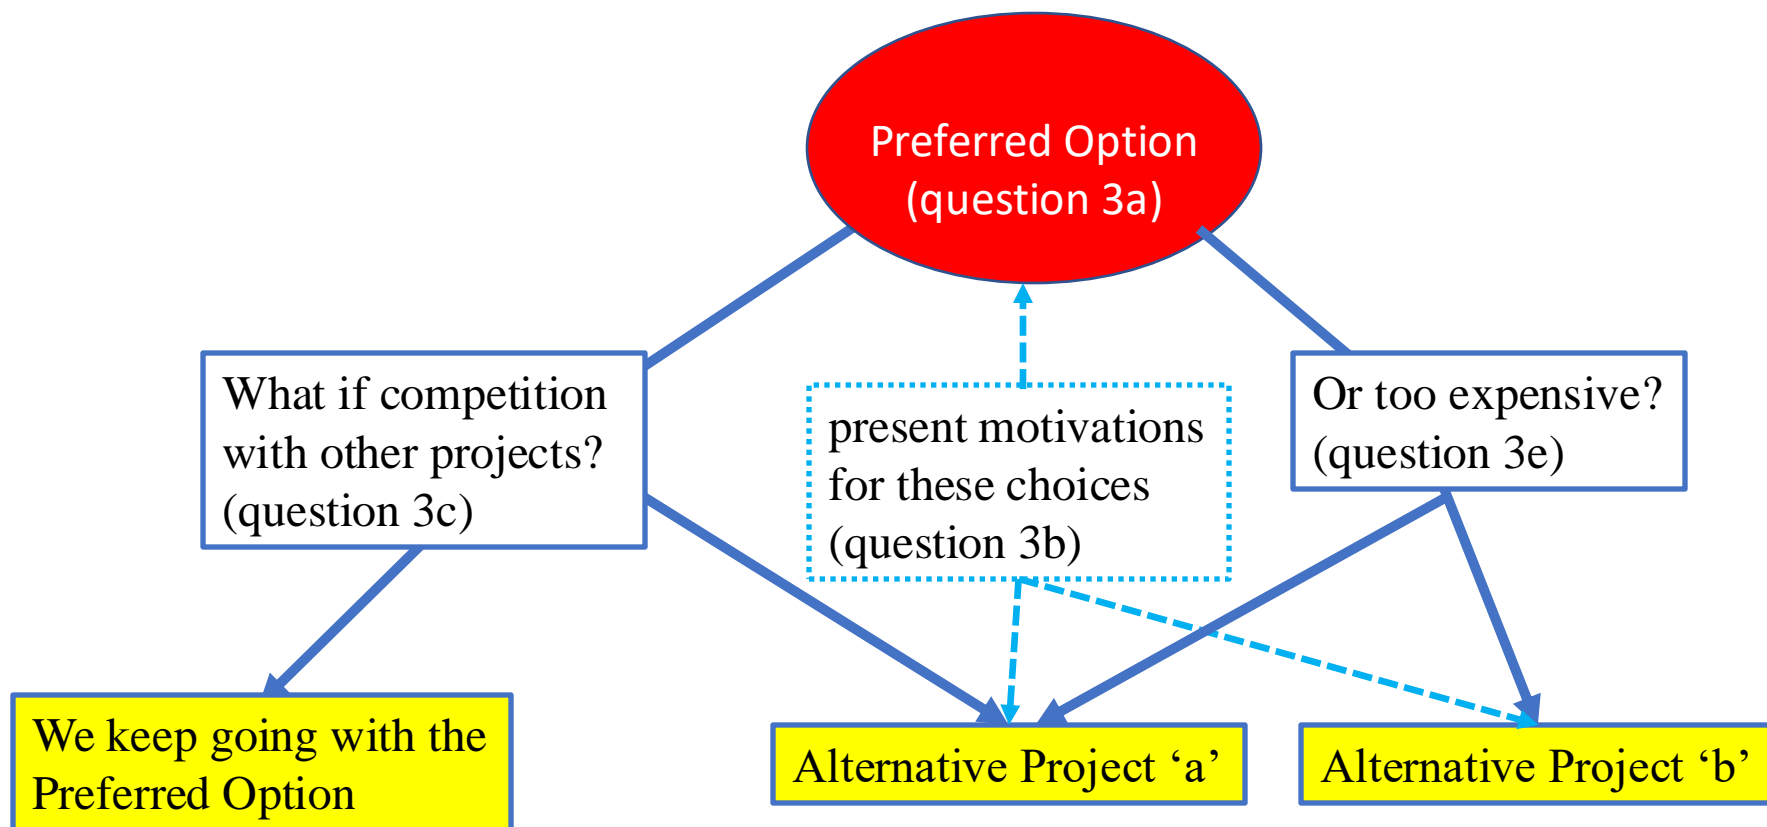 Preferred Option
(question 3a)
What if competition
with other projects?
(question 3c)
present motivations
for these choices
(question 3b)
Or too expensive?
(question 3e)
We keep going with the
Preferred Option
Alternative Project ‘a’
Alternative Project ‘b’